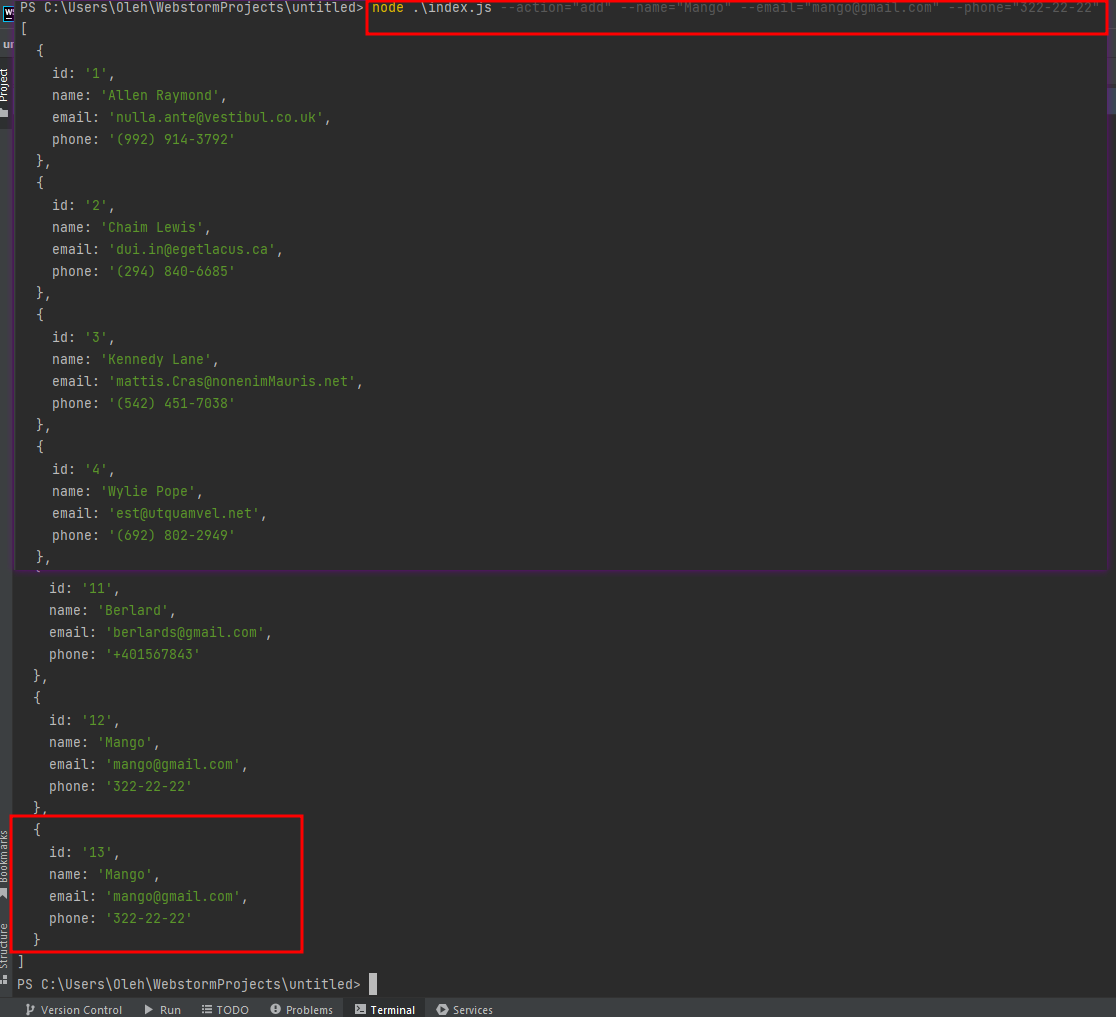 PS C:\Users\Oleh\WebstormProjects\untitled> node .\index.js --action="add" --name="Mango" --email="mango@gmail.com" --phone="322-22-22"
[
{
id: '1',
name: 'Allen Raymond',
email: 'nulla.ante@vestibul.co.uk',
phone: '(992) 914-3792'
},
{
id: '2',
name: 'Chaim Lewis',
email: 'dui.in@egetlacus.ca',
phone: '(294) 840-6685'
},
{
id: '3',
name: 'Kennedy Lane',
email: 'mattis.Cras@nonenimMauris.net',
phone: '(542) 451-7038'
},
{
id: '4',
name: 'Wylie Pope',
email: 'est@utquamvel.net',
phone: '(692) 802-2949'
},
id: '11',
name: 'Berlard',
email: 'berlards@gmail.com',
phone: '+401567843'
},
{
id: '12',
name: 'Mango',
email: 'mango@gmail.com',
phone: '322-22-22'
},
{
id: '13',
name: 'Mango',
email: 'mango@gmail.com',
phone: '322-22-22'
}
]
PS C:\Users\Oleh\WebstormProjects\untitled>
WS
Project
Bookmarks
Structure
Version Control
Run
TODO
Problems
Terminal
Services